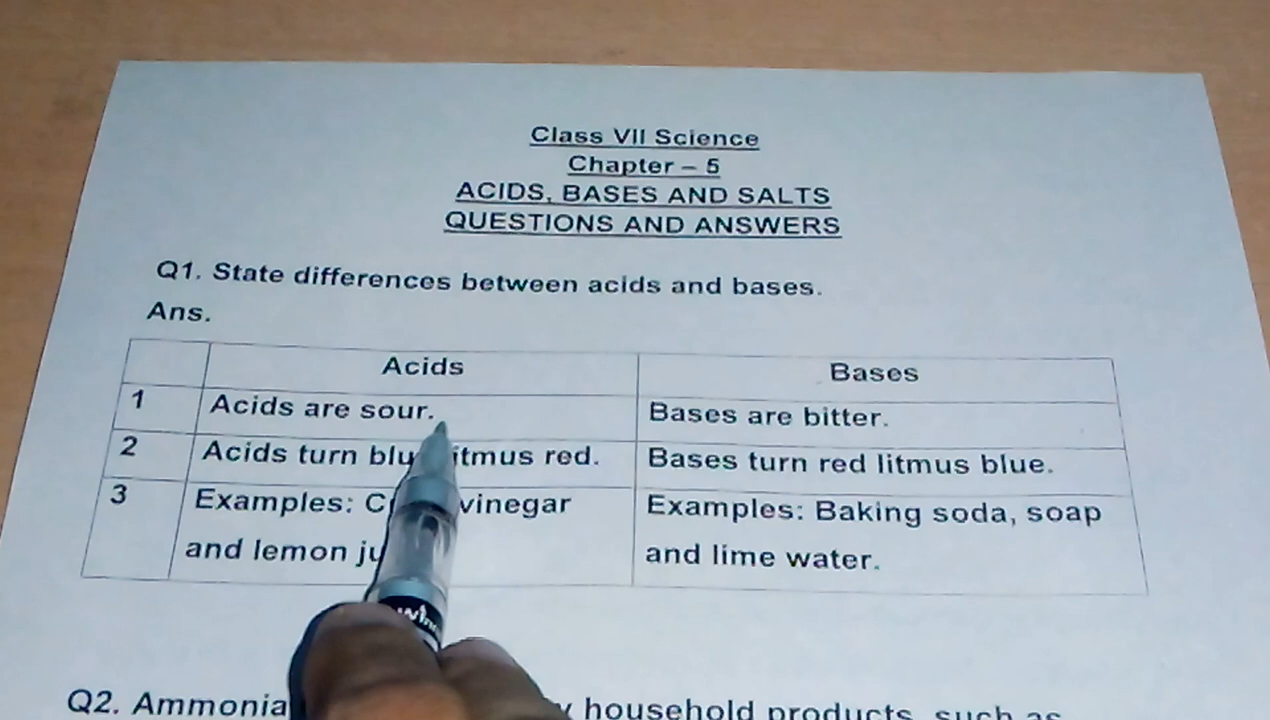 Class VII Science
Chapter – 5
ACIDS, BASES AND SALTS
QUESTIONS AND ANSWERS
Q1. State differences between acids and bases.
Ans.
Acids Bases
1 Acids are sour. Bases are bitter.
2 Acids turn litmus red. Bases turn red litmus blue.
3 Examples: vinegar Examples: Baking soda, soap
and lemon and lime water.
Q2. Ammonia household products, such as